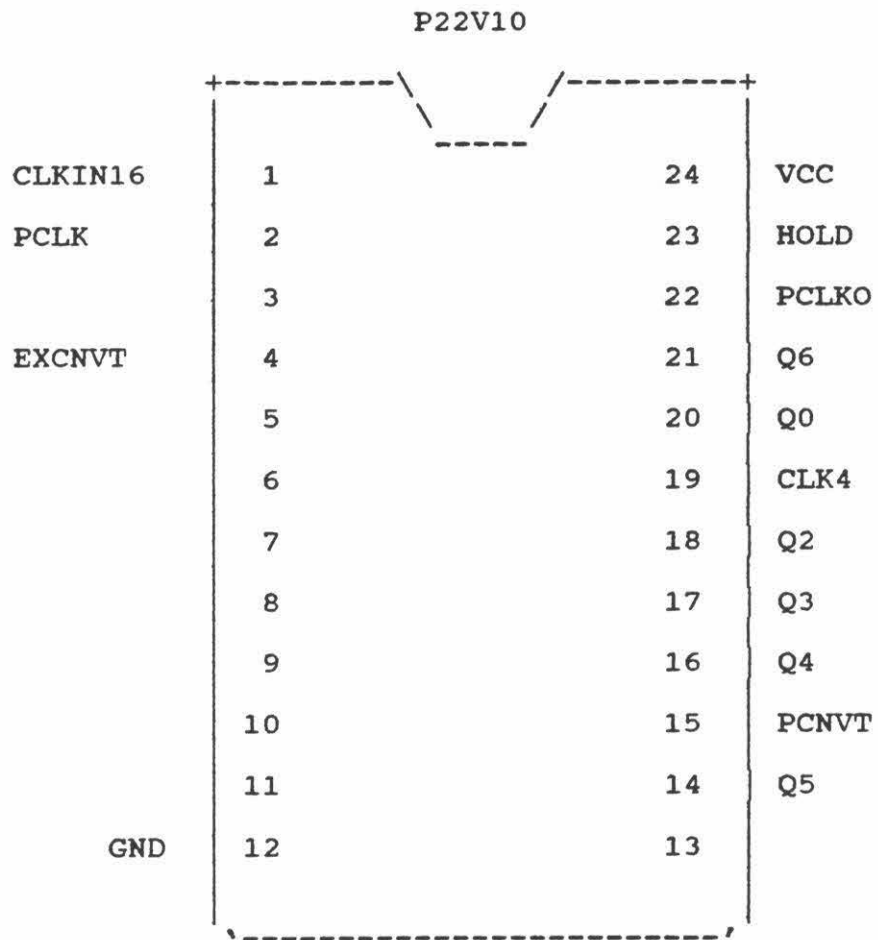 P22V10
CLKIN16 1 24 VCC
PCLK 2 23 HOLD
3 22 PCLKO
EXCNVT 4 21 Q6
5 20 Q0
6 19 CLK4
7 18 Q2
8 17 Q3
9 16 Q4
10 15 PCNVT
11 14 Q5
GND 12 13